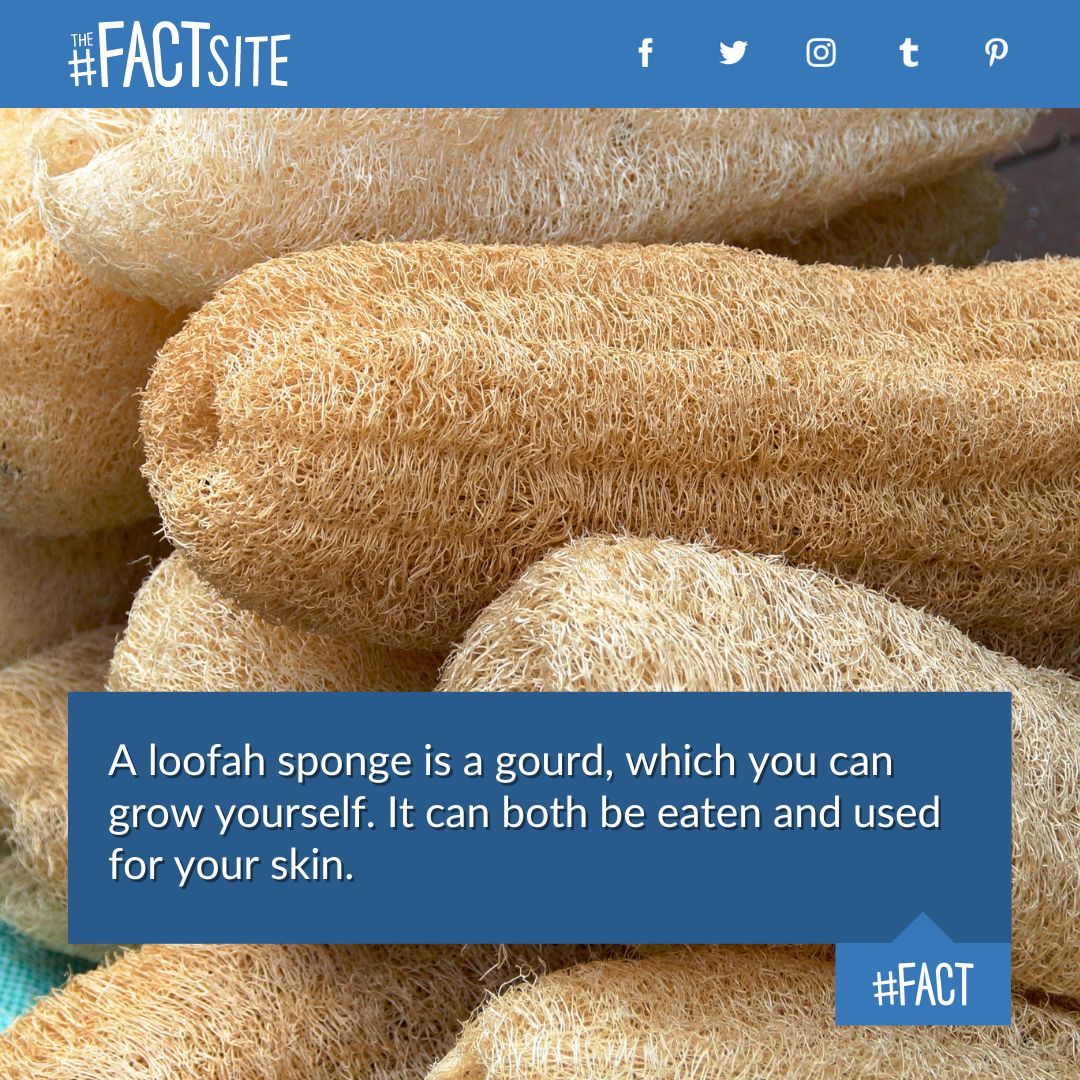 THE
#FACTSITE
A loofah sponge is a gourd, which you can
grow yourself. It can both be eaten and used
for your skin.
#FACT